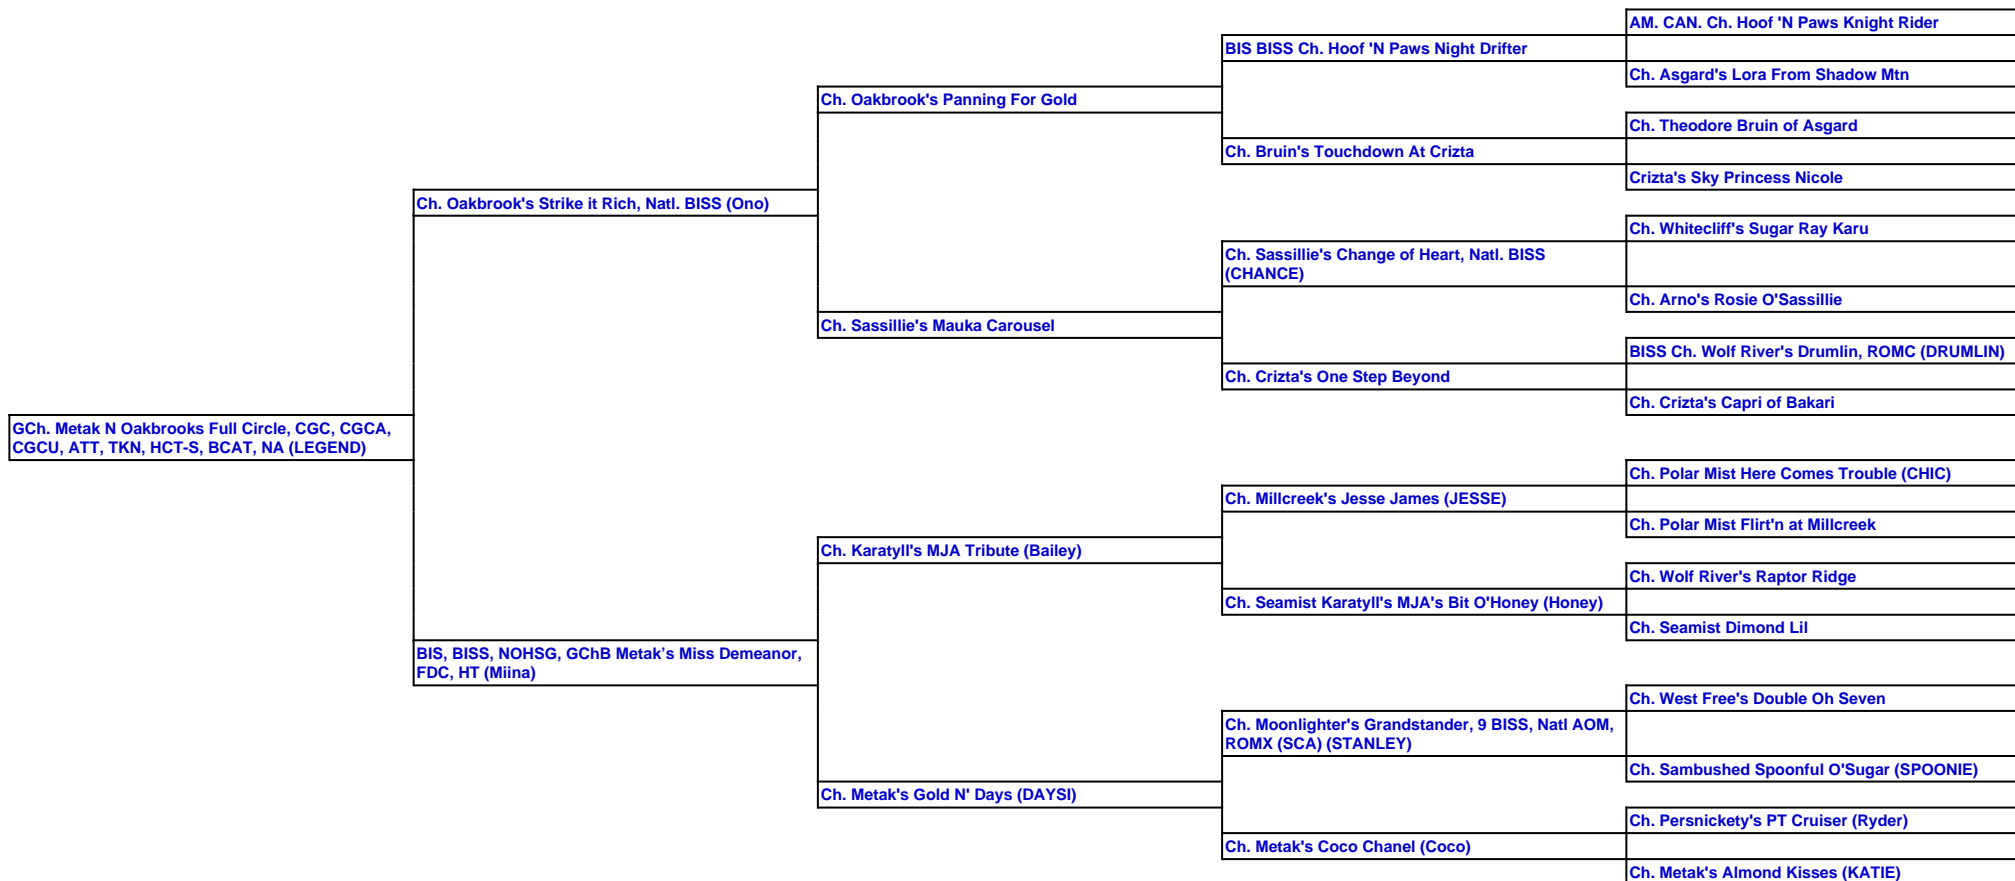 AM. CAN. Ch. Hoof 'N Paws Knight Rider
BIS BISS Ch. Hoof 'N Paws Night Drifter
Ch. Asgard's Lora From Shadow Mtn
Ch. Oakbrook's Panning For Gold
Ch. Theodore Bruin of Asgard
Ch. Bruin's Touchdown At Crizta
Crizta's Sky Princess Nicole
Ch. Oakbrook's Strike it Rich, Natl. BISS (Ono)
Ch. Whitecliff's Sugar Ray Karu
Ch. Sassillie's Change of Heart, Natl. BISS
(CHANCE)
Ch. Arno's Rosie O'Sassillie
Ch. Sassillie's Mauka Carousel
BISS Ch. Wolf River's Drumlin, ROMC (DRUMLIN)
Ch. Crizta's One Step Beyond
Ch. Crizta's Capri of Bakari
GCh. Metak N Oakbrooks Full Circle, CGC, CGCA,
CGCU, ATT, TKN, HCT-S, BCAT, NA (LEGEND)
Ch. Polar Mist Here Comes Trouble (CHIC)
Ch. Millcreek's Jesse James (JESSE)
Ch. Polar Mist Flirt'n at Millcreek
Ch. Karatyll's MJA Tribute (Bailey)
Ch. Wolf River's Raptor Ridge
Ch. Seamist Karatyll's MJA's Bit O'Honey (Honey)
Ch. Seamist Dimond Lil
BIS, BISS, NOHSG, GChB Metak’s Miss Demeanor,
FDC, HT (Miina)
Ch. West Free's Double Oh Seven
Ch. Moonlighter's Grandstander, 9 BISS, Natl AOM,
ROMX (SCA) (STANLEY)
Ch. Sambushed Spoonful O'Sugar (SPOONIE)
Ch. Metak's Gold N' Days (DAYSI)
Ch. Persnickety's PT Cruiser (Ryder)
Ch. Metak's Coco Chanel (Coco)
Ch. Metak's Almond Kisses (KATIE)